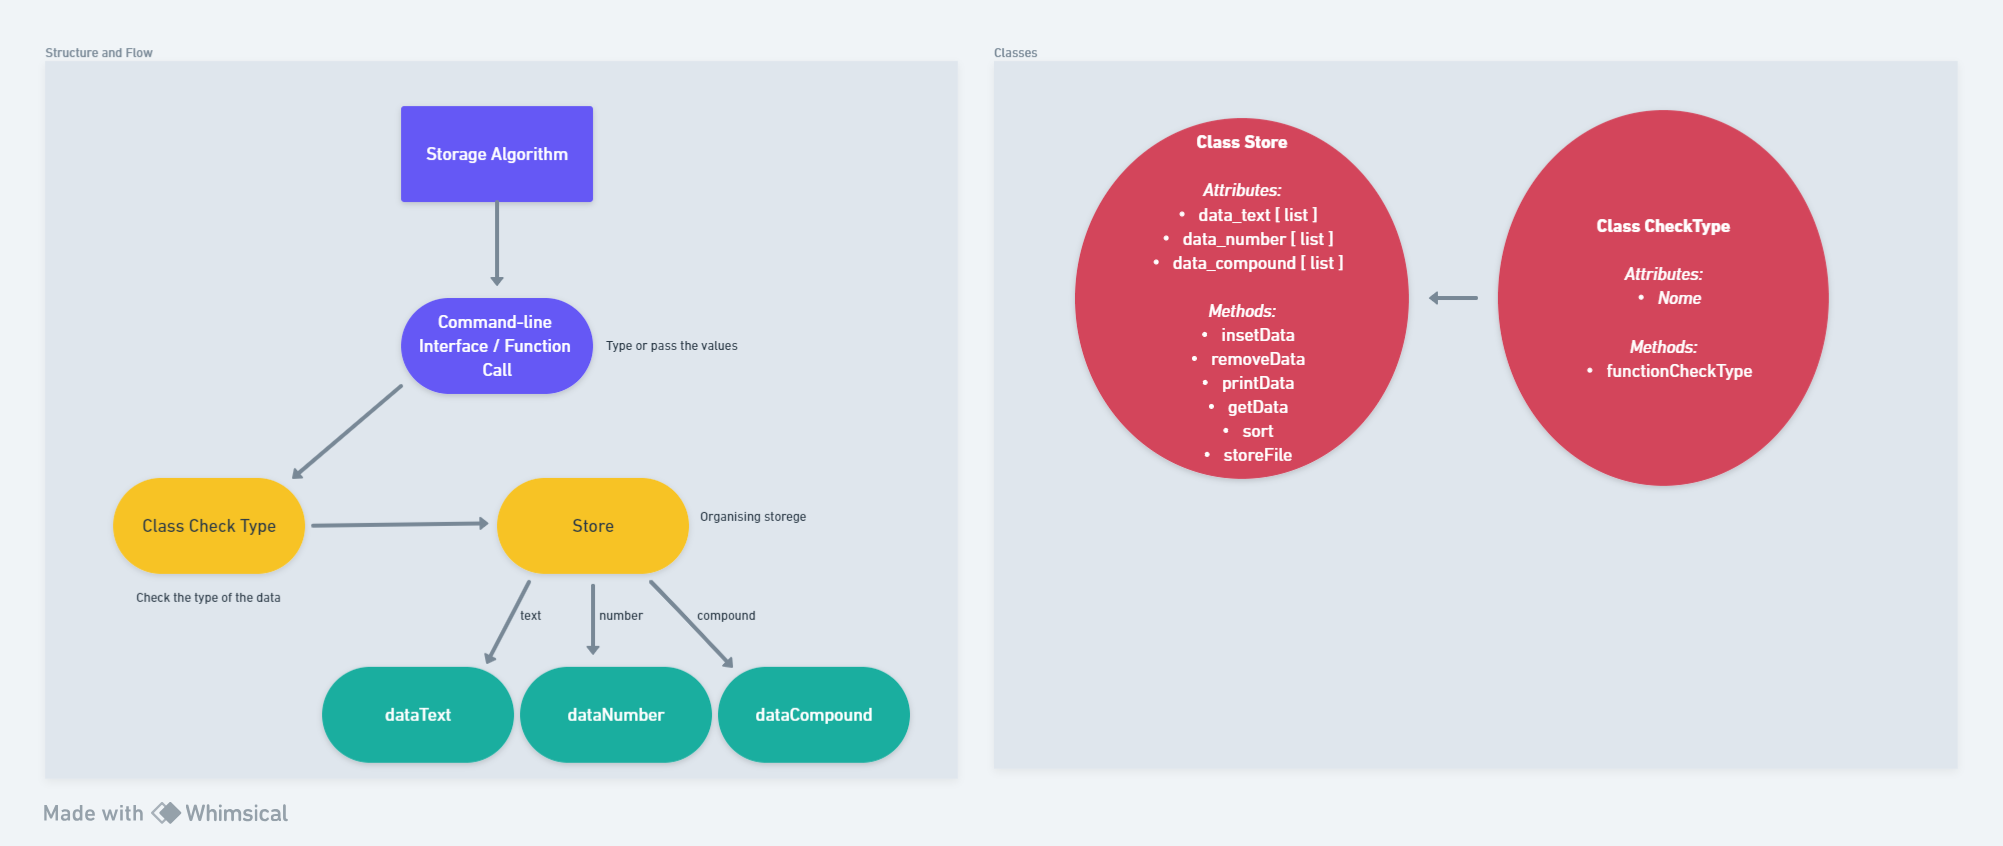 Structure and Flow
Storage Algorithm
Command-line
Interface / Function
Call
Type or pass the values
Class Check Type
Check the type of the data
Store
Organising storege
text
number
compound
dataText
dataNumber
dataCompound
Classes
Class Store
Attributes:
• data_text [ list ]
• data_number [ list ]
• data_compound [ list ]
Methods:
• insetData
• removeData
• printData
• getData
• sort
• storeFile
Class CheckType
Attributes:
• Nome
Methods:
• functionCheckType
Made with Whimsical